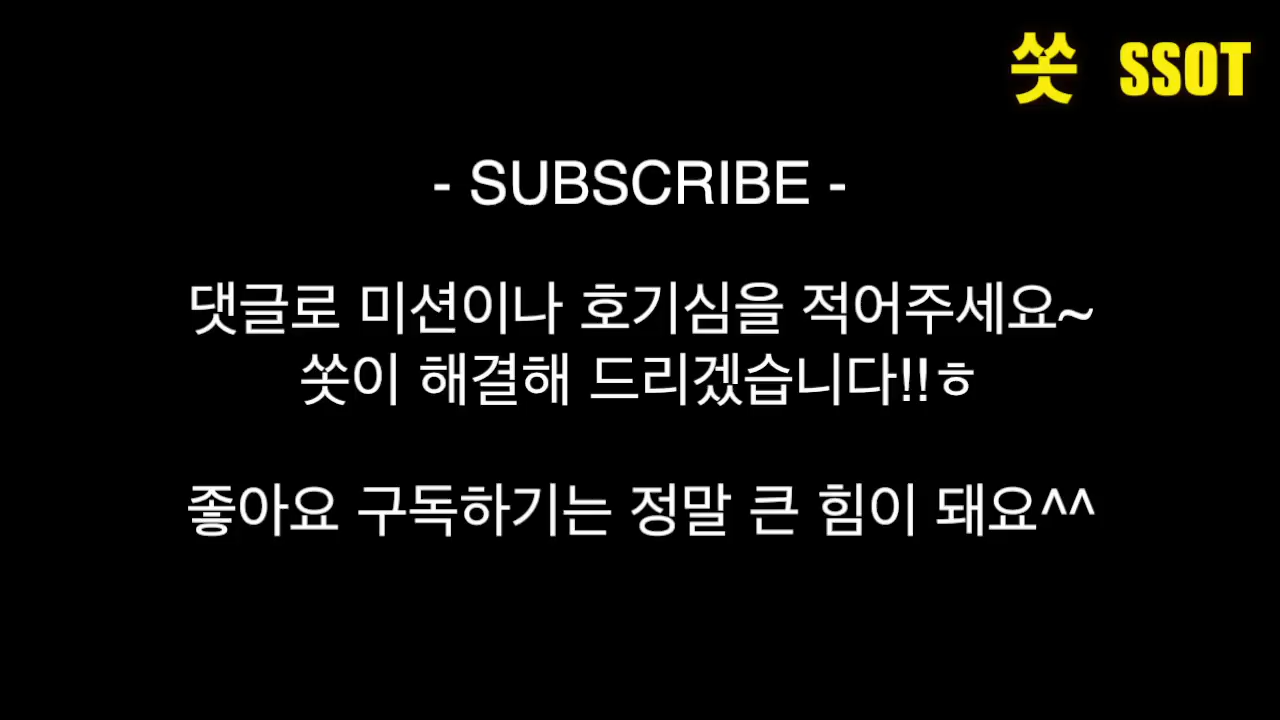 쏫 SSOT
- SUBSCRIBE -
댓글로 미션이나 호기심을 적어주세요~
쏫이 해결해 드리겠습니다!!ㅎ
좋아요 구독하기는 정말 큰 힘이 돼요^^